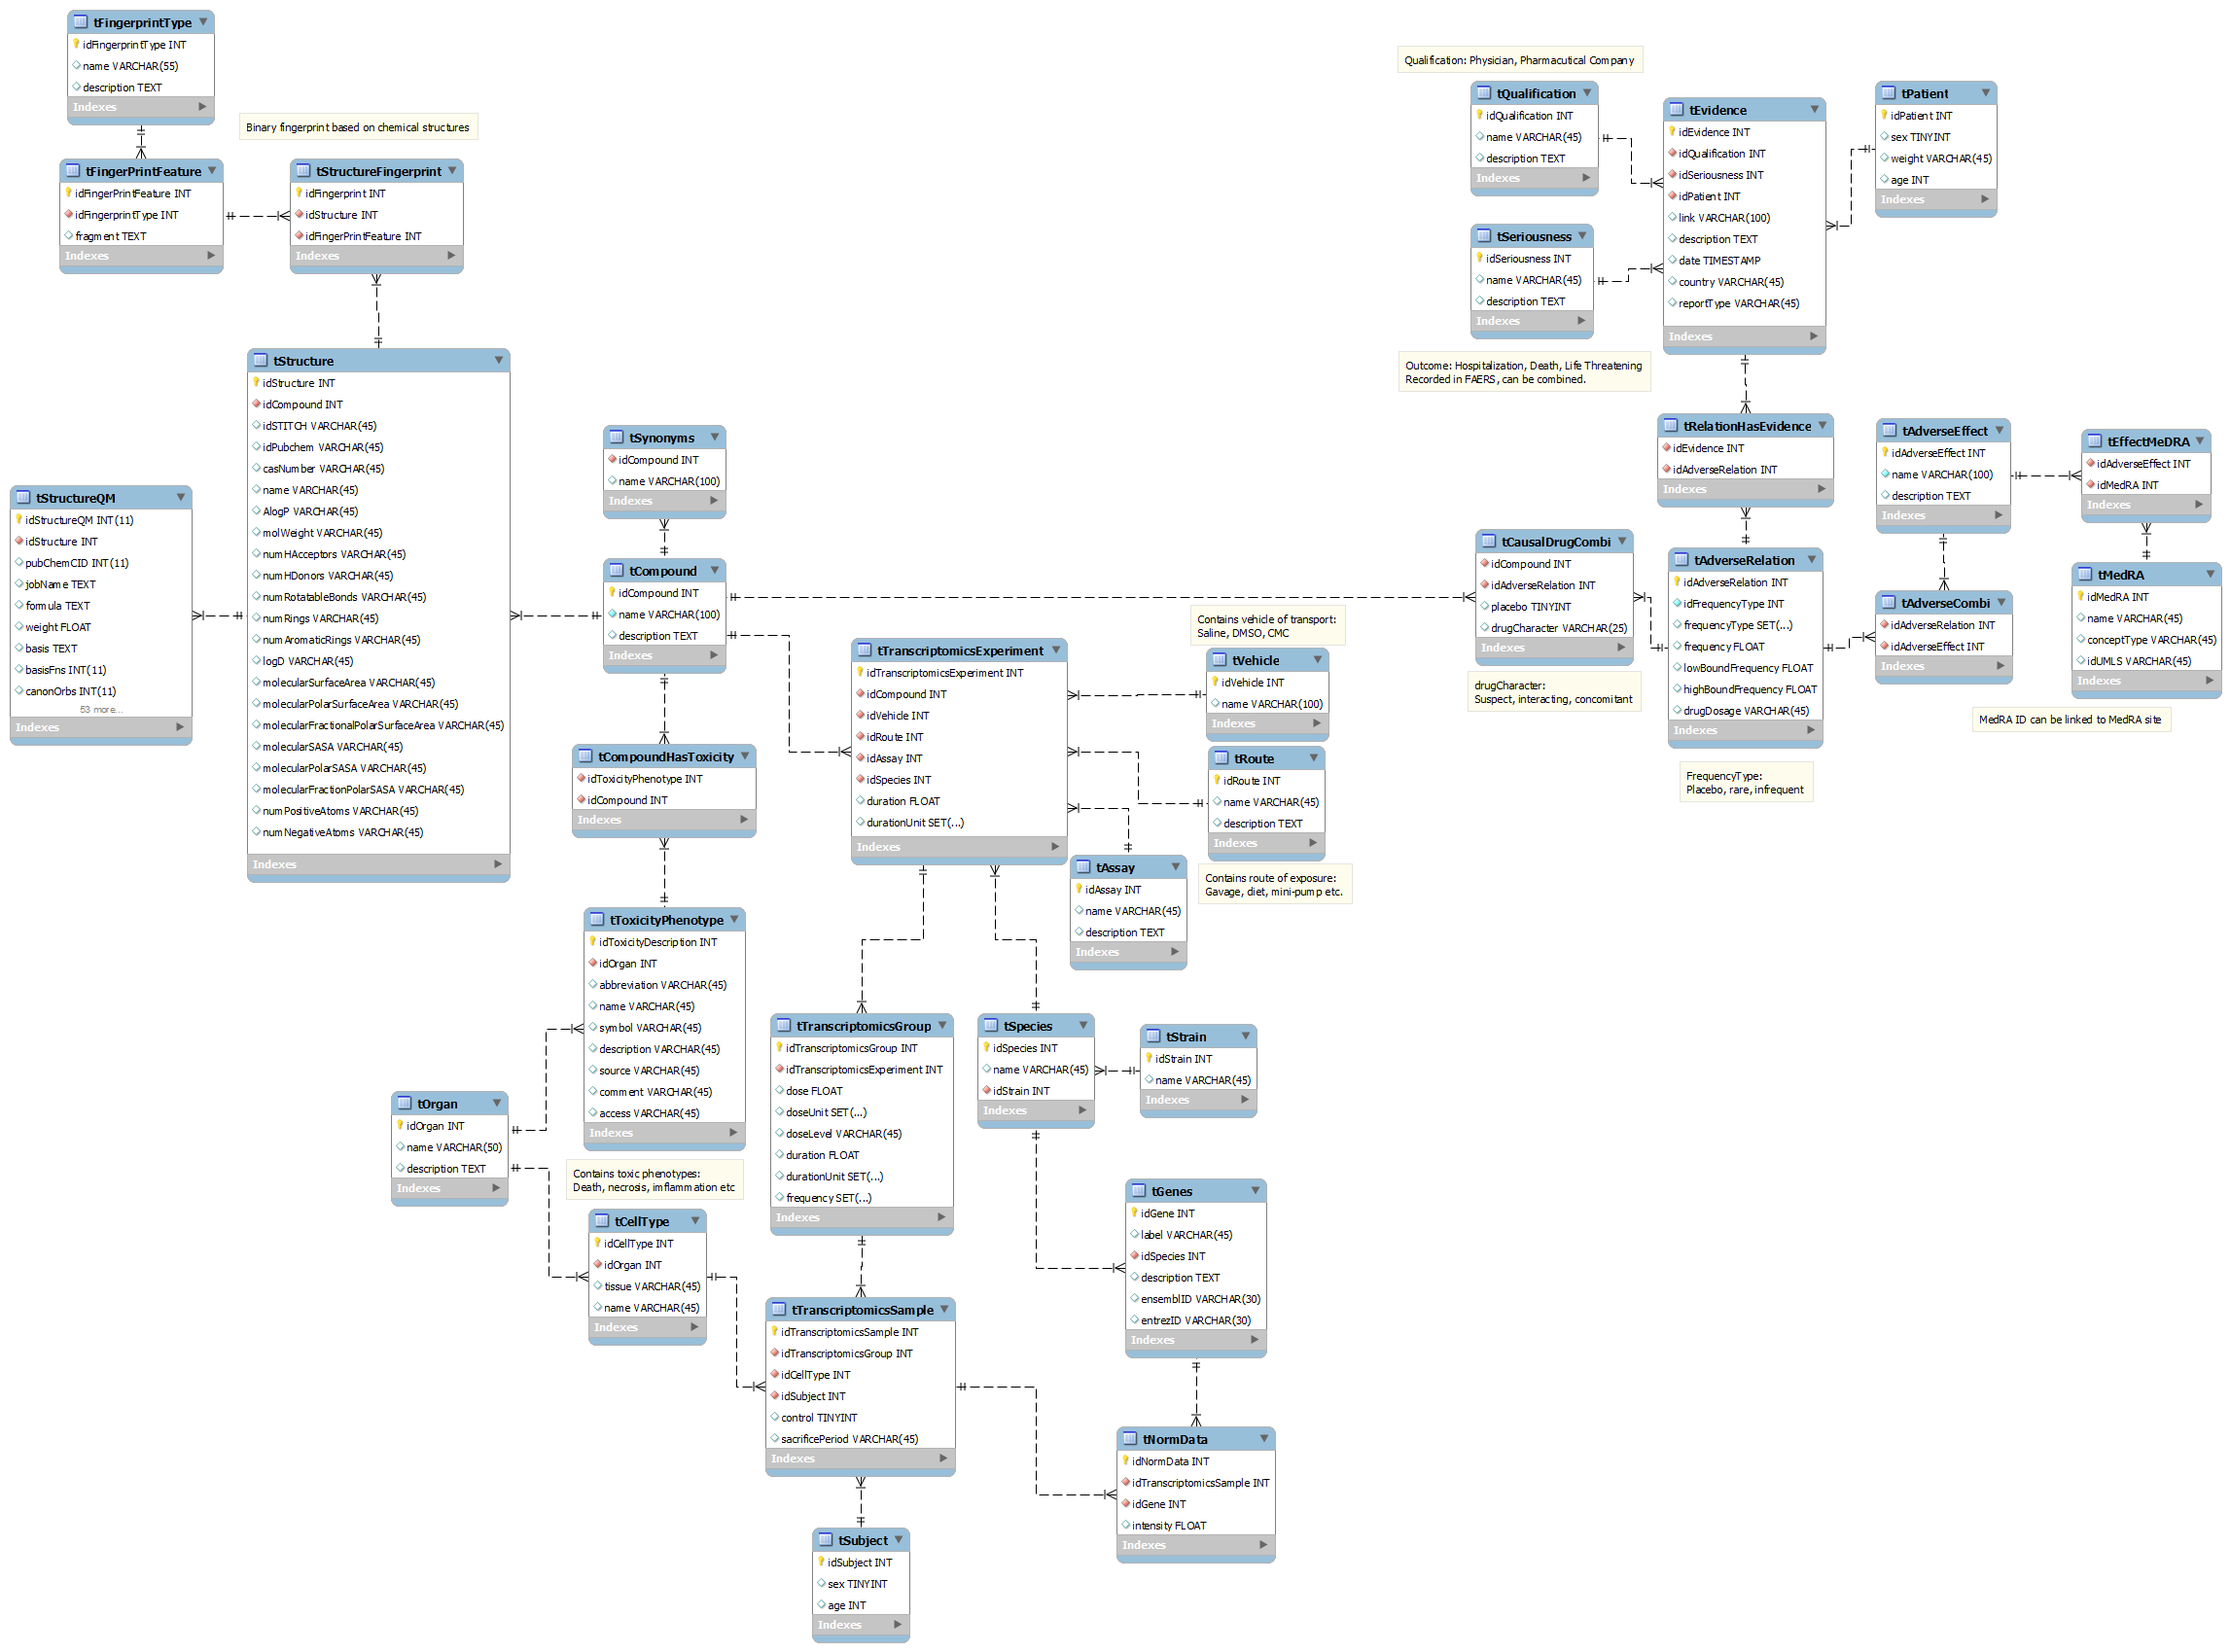 tFingerprintType
idFingerprintType INT
name VARCHAR(55)
description TEXT
Indexes
Binary fingerprint based on chemical structures
tFingerPrintFeature
idFingerPrintFeature INT
idFingerprintType INT
fragment TEXT
Indexes
tStructureFingerprint
idFingerprint INT
idStructure INT
idFingerPrintFeature INT
Indexes
tStructure
idStructure INT
idCompound INT
idSTITCH VARCHAR(45)
idPubchem VARCHAR(45)
casNumber VARCHAR(45)
name VARCHAR(45)
AlogP VARCHAR(45)
molWeight VARCHAR(45)
numHAcceptors VARCHAR(45)
numHDonors VARCHAR(45)
numRotatableBonds VARCHAR(45)
numRings VARCHAR(45)
numAromaticRings VARCHAR(45)
logD VARCHAR(45)
molecularSurfaceArea VARCHAR(45)
molecularPolarSurfaceArea VARCHAR(45)
molecularFractionalPolarSurfaceArea VARCHAR(45)
molecularSASA VARCHAR(45)
molecularPolarSASA VARCHAR(45)
molecularFractionPolarSASA VARCHAR(45)
numPositiveAtoms VARCHAR(45)
numNegativeAtoms VARCHAR(45)
Indexes
tStructureQM
idStructureQM INT(11)
idStructure INT
pubChemCID INT(11)
jobName TEXT
formula TEXT
weight FLOAT
basis TEXT
basisFns INT(11)
canonOrbs INT(11)
53 more...
Indexes
tSynonyms
idCompound INT
name VARCHAR(100)
Indexes
tCompound
idCompound INT
name VARCHAR(100)
description TEXT
Indexes
tCompoundHasToxicity
idToxicityPhenotype INT
idCompound INT
Indexes
tToxicityPhenotype
idToxicityDescription INT
idOrgan INT
abbreviation VARCHAR(45)
name VARCHAR(45)
symbol VARCHAR(45)
description VARCHAR(45)
source VARCHAR(45)
comment VARCHAR(45)
access VARCHAR(45)
Indexes
Contains toxic phenotypes:
Death, necrosis, imflammation etc
tOrgan
idOrgan INT
name VARCHAR(50)
description TEXT
Indexes
tCellType
idCellType INT
idOrgan INT
tissue VARCHAR(45)
name VARCHAR(45)
Indexes
tTranscriptomicsExperiment
idTranscriptomicsExperiment INT
idCompound INT
idVehicle INT
idRoute INT
idAssay INT
idSpecies INT
duration FLOAT
durationUnit SET(...)
Indexes
Contains vehicle of transport:
Saline, DMSO, CMC
tVehicle
idVehicle INT
name VARCHAR(100)
Indexes
tRoute
idRoute INT
name VARCHAR(45)
description TEXT
Indexes
Contains route of exposure:
Gavage, diet, mini-pump etc.
tAssay
idAssay INT
name VARCHAR(45)
description TEXT
Indexes
tTranscriptomicsGroup
idTranscriptomicsGroup INT
idTranscriptomicsExperiment INT
dose FLOAT
doseUnit SET(...)
doseLevel VARCHAR(45)
duration FLOAT
durationUnit SET(...)
frequency SET(...)
Indexes
tSpecies
idSpecies INT
name VARCHAR(45)
idStrain INT
Indexes
tStrain
idStrain INT
name VARCHAR(45)
Indexes
tGenes
idGene INT
label VARCHAR(45)
idSpecies INT
description TEXT
ensemblID VARCHAR(30)
entrezID VARCHAR(30)
Indexes
tTranscriptomicsSample
idTranscriptomicsSample INT
idTranscriptomicsGroup INT
idCellType INT
idSubject INT
control TINYINT
sacrificePeriod VARCHAR(45)
Indexes
tNormData
idNormData INT
idTranscriptomicsSample INT
idGene INT
intensity FLOAT
Indexes
tSubject
idSubject INT
sex TINYINT
age INT
Indexes
Qualification: Physician, Pharmacutical Company
tQualification
idQualification INT
name VARCHAR(45)
description TEXT
Indexes
tSeriousness
idSeriousness INT
name VARCHAR(45)
description TEXT
Indexes
Outcome: Hospitalization, Death, Life Threatening
Recorded in FAERS, can be combined.
tEvidence
idEvidence INT
idQualification INT
idSeriousness INT
idPatient INT
link VARCHAR(100)
description TEXT
date TIMESTAMP
country VARCHAR(45)
reportType VARCHAR(45)
Indexes
tPatient
idPatient INT
sex TINYINT
weight VARCHAR(45)
age INT
Indexes
tRelationHasEvidence
idEvidence INT
idAdverseRelation INT
Indexes
tAdverseEffect
idAdverseEffect INT
name VARCHAR(100)
description TEXT
Indexes
tEffectMeDRA
idAdverseEffect INT
idMedRA INT
Indexes
tCausalDrugCombi
idCompound INT
idAdverseRelation INT
placebo TINYINT
drugCharacter VARCHAR(25)
Indexes
drugCharacter:
Suspect, interacting, concomitant
tAdverseRelation
idAdverseRelation INT
idFrequencyType INT
frequencyType SET(...)
frequency FLOAT
lowBoundFrequency FLOAT
highBoundFrequency FLOAT
drugDosage VARCHAR(45)
Indexes
FrequencyType:
Placebo, rare, infrequent
tAdverseCombi
idAdverseRelation INT
idAdverseEffect INT
Indexes
tMedRA
idMedRA INT
name VARCHAR(45)
conceptType VARCHAR(45)
idUMLS VARCHAR(45)
Indexes
MedRA ID can be linked to MedRA site